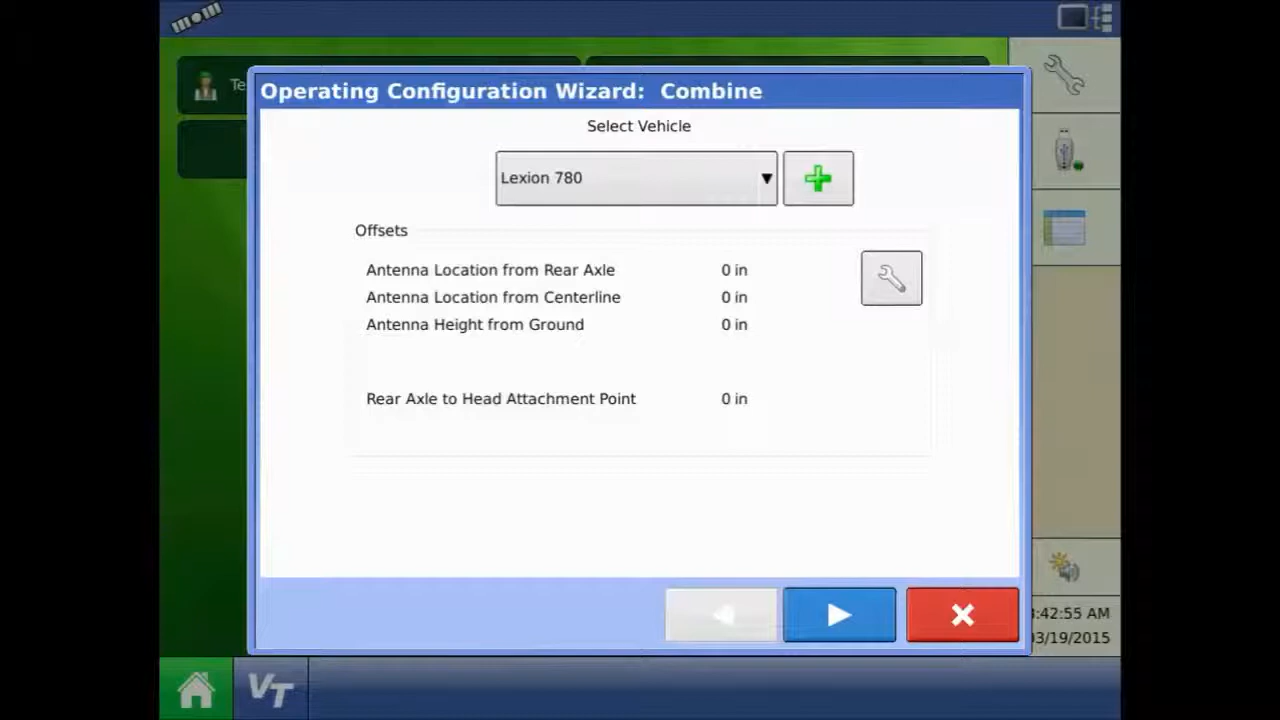 Te
Operating Configuration Wizard: Combine
Select Vehicle
Lexion 780
Offsets
Antenna Location from Rear Axle 0 in
Antenna Location from Centerline 0 in
Antenna Height from Ground 0 in
Rear Axle to Head Attachment Point 0 in
:42:55 AM
03/19/2015
VT